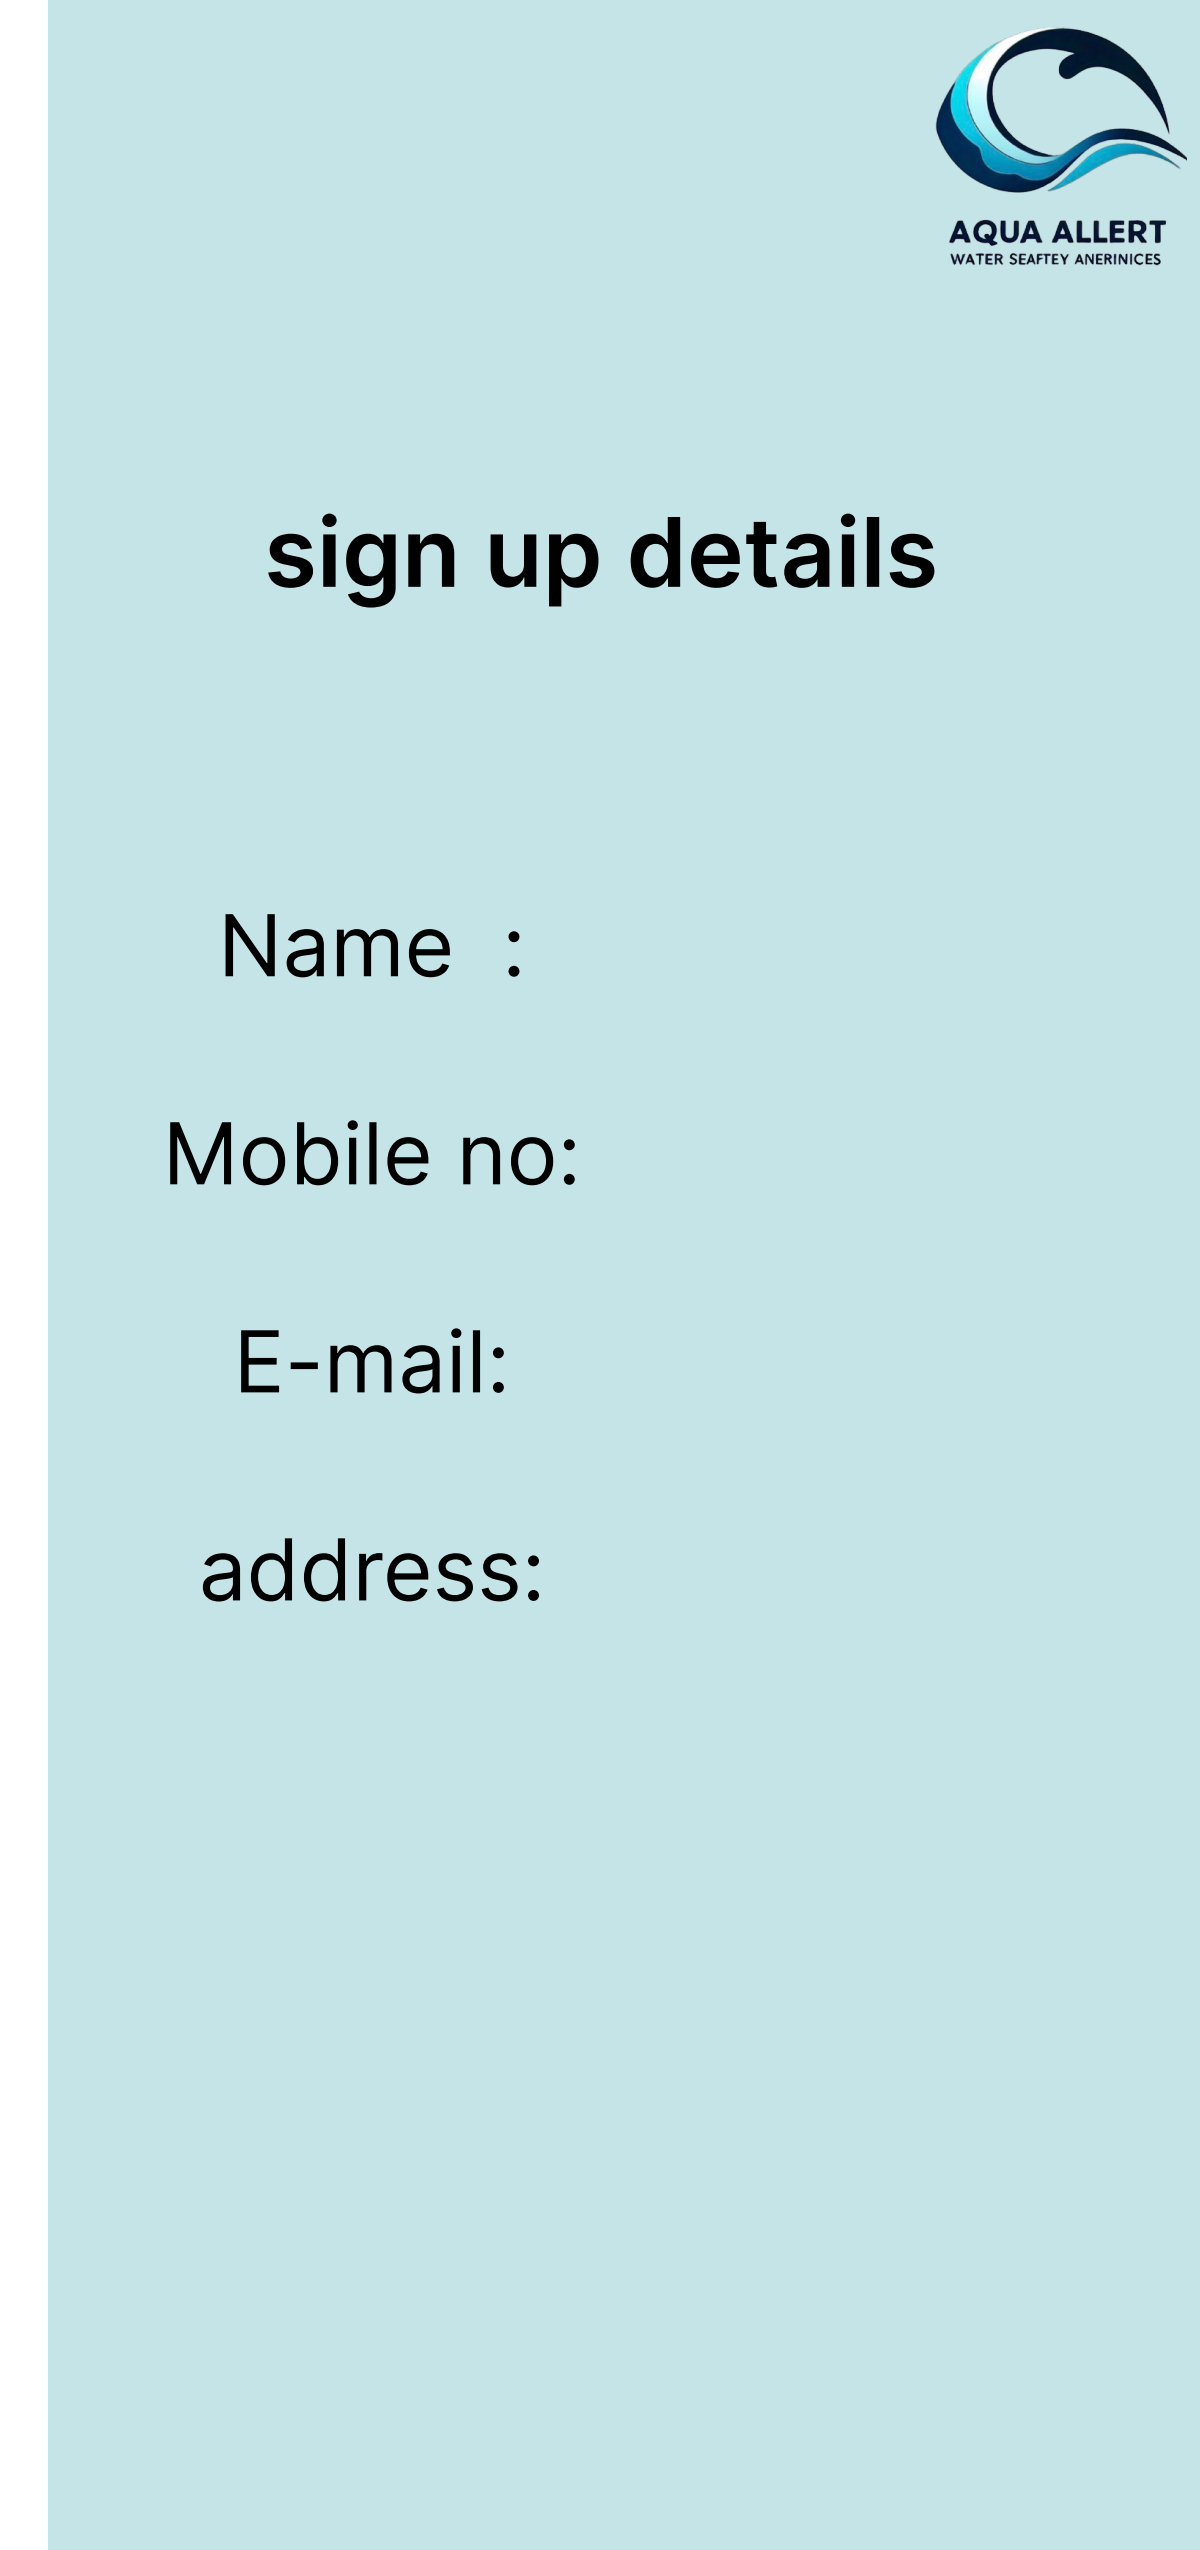 AQUA ALLERT
WATER SEAFTEY ANERINICES
sign up details
Name :
Mobile no:
E-mail:
address: